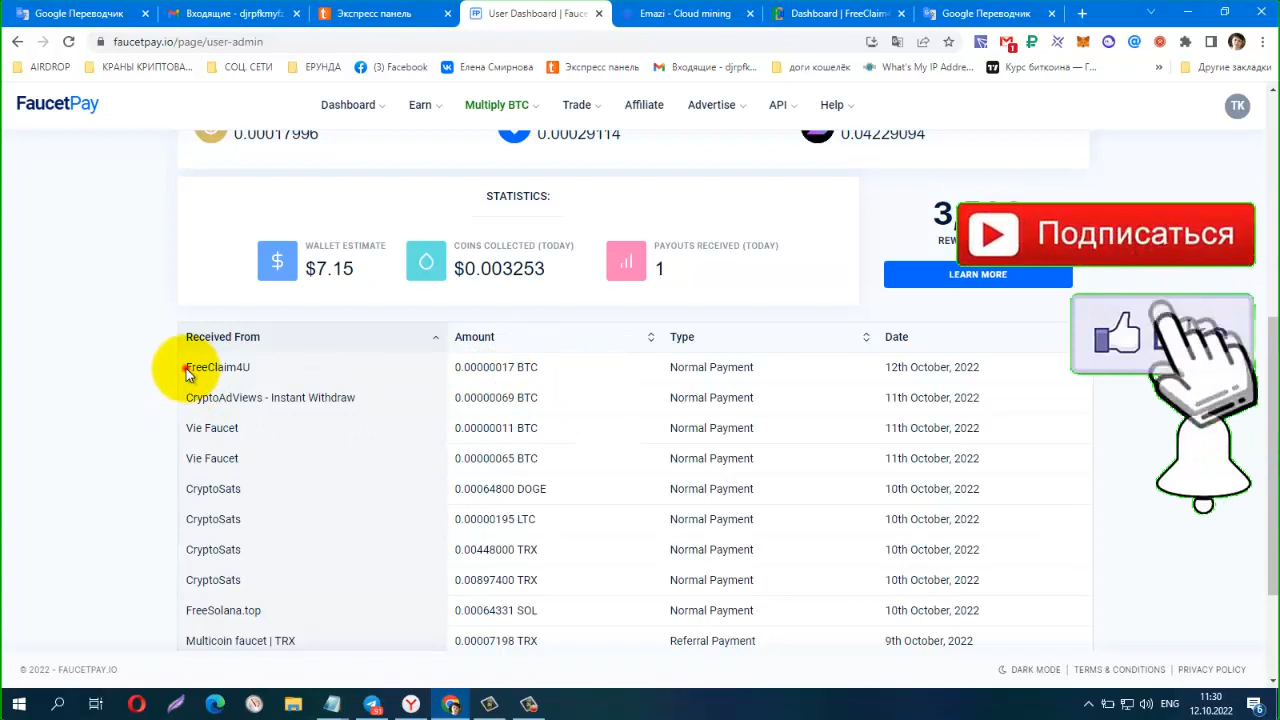 Google Переводчик
Входящие - djrpfkmyf
Экспресс панель
User Dashboard | Fauce
Emazi - Cloud mining
Dashboard | FreeClaim4
Google Переводчик
faucetpay.io/page/user-admin
1
AIRDROP
КРАНЫ КРИПТОВА...
СОЦ. СЕТИ
ЕРУНДА
(3) Facebook
Елена Смирнова
Экспресс панель
Входящие - djrpfk...
доги кошелёк
What's My IP Addre...
Курс биткоина — Г...
»
Другие закладки
FaucetPay
Dashboard
Earn
Multiply BTC
Trade
Affiliate
Advertise
API
Help
TK
0.00017996
0.00029114
0.04229094
STATISTICS:
WALLET ESTIMATE
$7.15
COINS COLLECTED (TODAY)
$0.003253
PAYOUTS RECEIVED (TODAY)
1
LEARN MORE
Подписаться
Received From
Amount
Type
Date
FreeClaim4U
0.00000017 BTC
Normal Payment
12th October, 2022
CryptoAdViews - Instant Withdraw
0.00000069 BTC
Normal Payment
11th October, 2022
Vie Faucet
0.00000011 BTC
Normal Payment
11th October, 2022
Vie Faucet
0.00000065 BTC
Normal Payment
11th October, 2022
CryptoSats
0.00064800 DOGE
Normal Payment
10th October, 2022
CryptoSats
0.00000195 LTC
Normal Payment
10th October, 2022
CryptoSats
0.00448000 TRX
Normal Payment
10th October, 2022
CryptoSats
0.00897400 TRX
Normal Payment
10th October, 2022
FreeSolana.top
0.00064331 SOL
Normal Payment
10th October, 2022
Multicoin faucet | TRX
0.00007198 TRX
Referral Payment
9th October, 2022
© 2022 - FAUCETPAY.IO
DARK MODE | TERMS & CONDITIONS | PRIVACY POLICY
ENG
11:30
12.10.2022